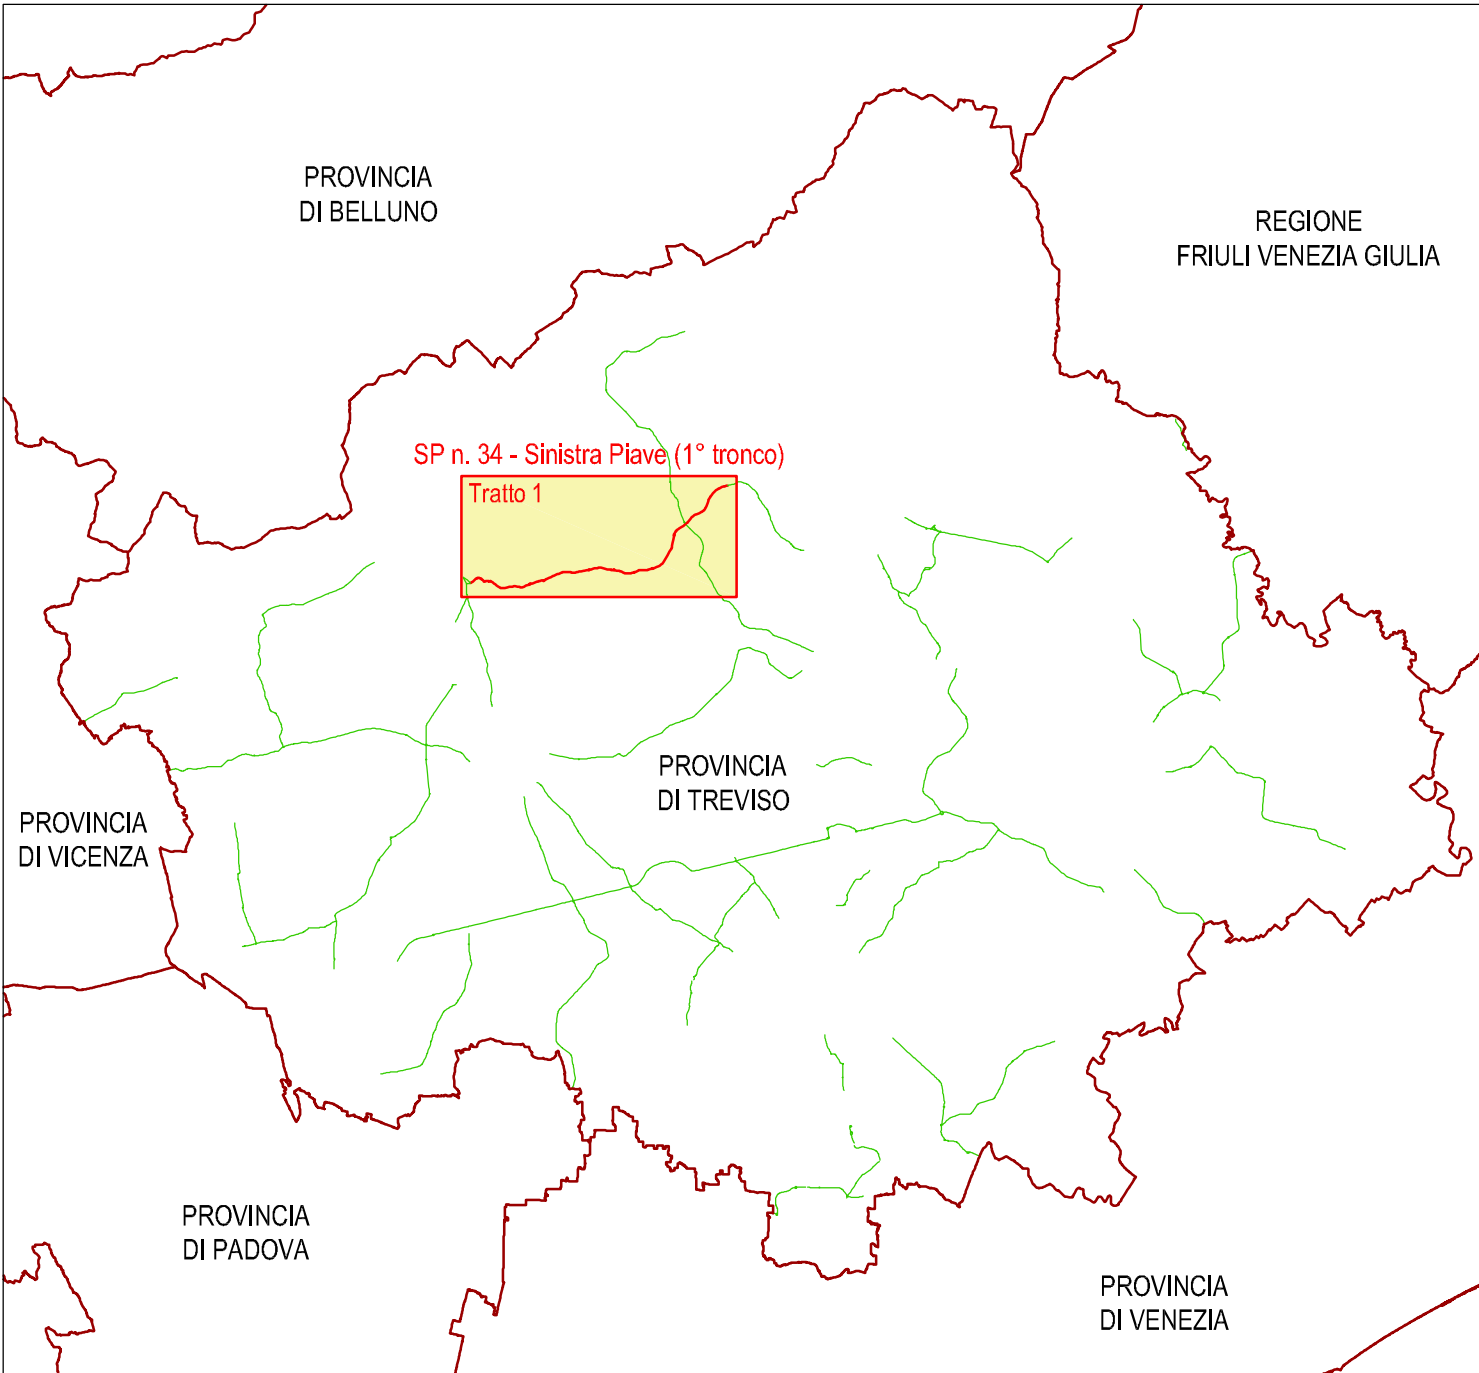 PROVINCIA
DI BELLUNO
REGIONE
FRIULI VENEZIA GIULIA
SP n. 34 - Sinistra Piave (1° tronco)
Tratto 1
PROVINCIA
DI TREVISO
PROVINCIA
DI VICENZA
PROVINCIA
DI PADOVA
PROVINCIA
DI VENEZIA